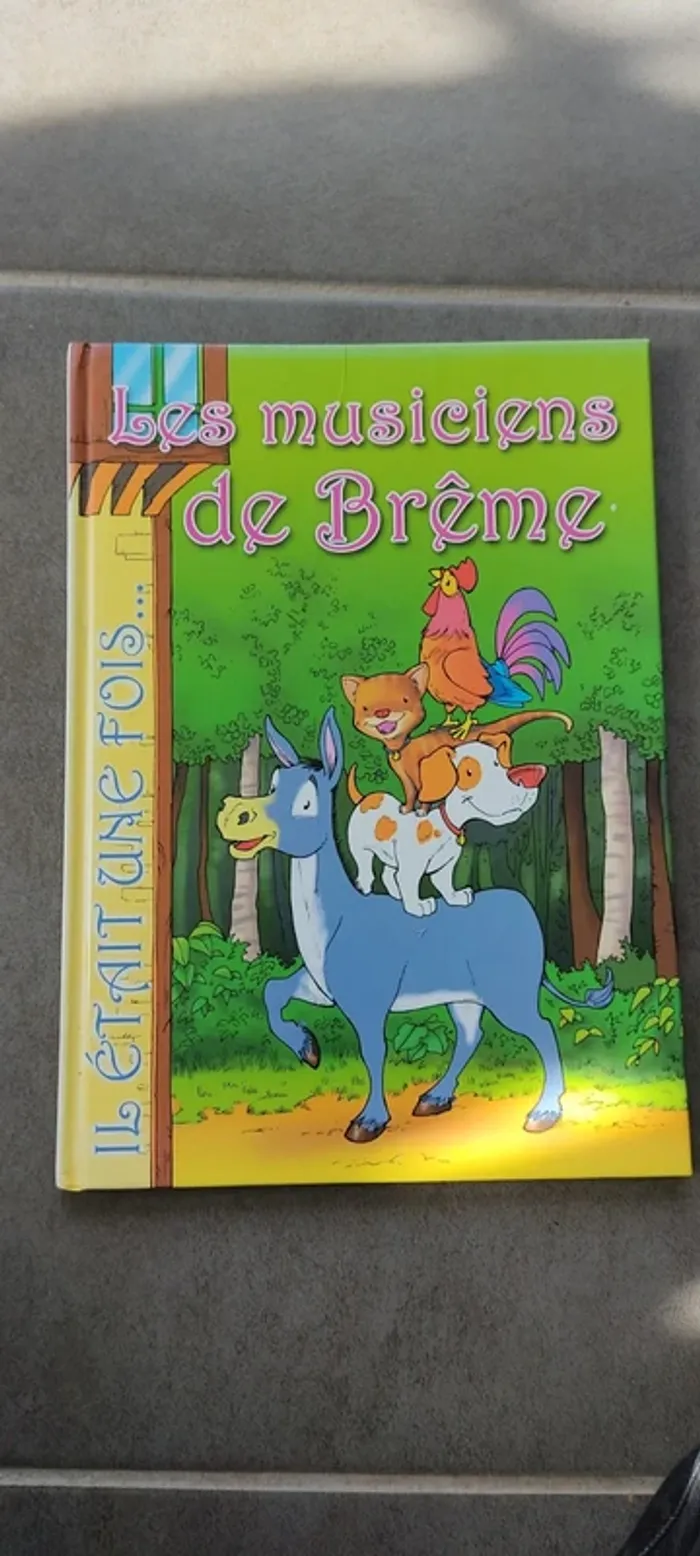 Les musiciens
de Brême
IL ÉTAIT UNE FOIS...